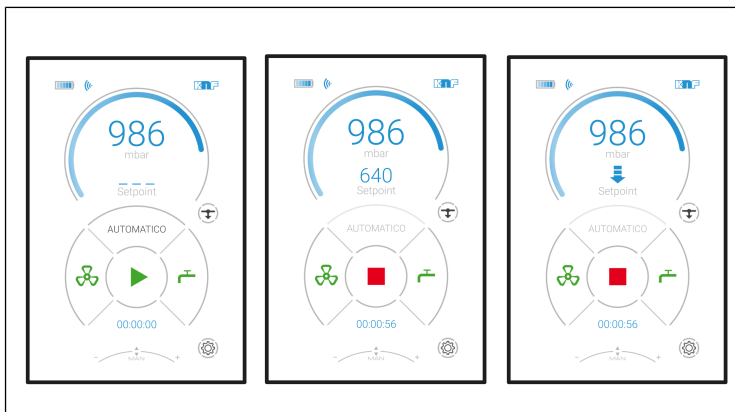 KNF
986
mbar
_ _ _
Setpoint
AUTOMATICO
00:00:00
- MAN +
KNF
986
mbar
640
Setpoint
AUTOMATICO
00:00:56
- MAN +
KNF
986
mbar
Setpoint
AUTOMATICO
00:00:56
- MAN +